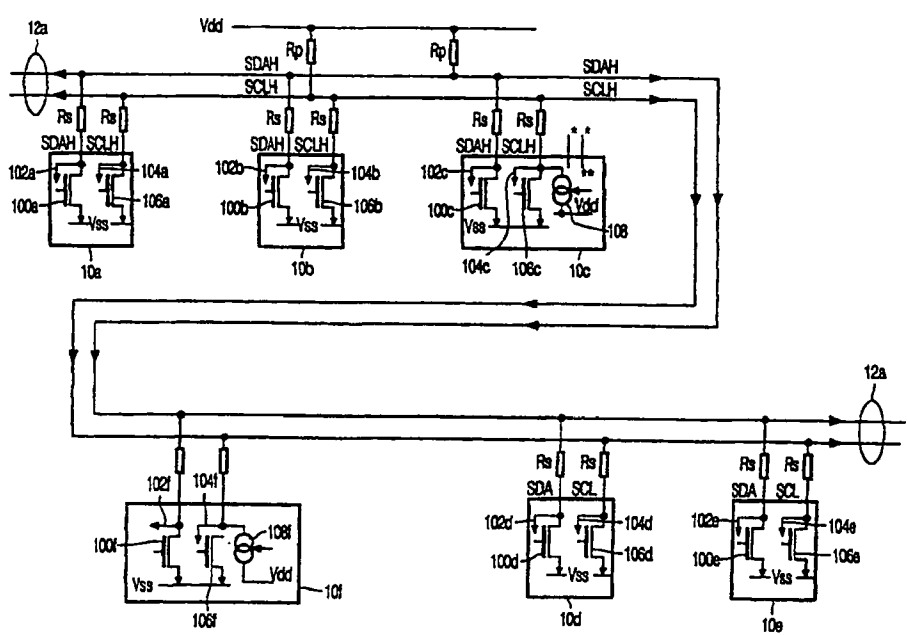 12a
Vdd
Rp Rp
SDAH SDAH
SCLH SCLH
Rs Rs Rs Rs Rs Rs
SDAH SCLH SDAH SCLH SDAH SCLH * *
102a 104a 102b 104b 102c **
100a 106a 100b 106b 100c Vdd
Vss Vss Vss 108
104c 106c
10a 10b 10c
12a
Rs Rs Rs Rs
102f 104f SDA SCL SDA SCL
108f 102d 104d 102e 104e
100f 100d 106d 100e 106e
Vss Vdd Vss Vss
106f 10f 10d 10e